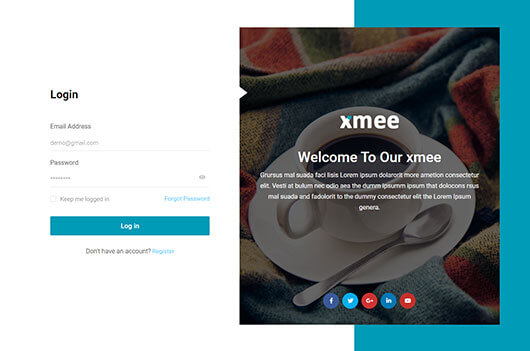 Login
Email Address
demo@gmail.com
Password
********
Keep me logged in
Forgot Password
Log in
Don't have an account? Register
xmee
Welcome To Our xmee
Grursus mal suada faci lisis Lorem ipsum dolarorit more ametion consectetur
elit. Vesti at bulum nec odio aea the dumm ipsumm ipsum that dolocons rsus
mal suada and fadolorit to the dummy consectetur elit the Lorem Ipsum
genera.
f
G+
in